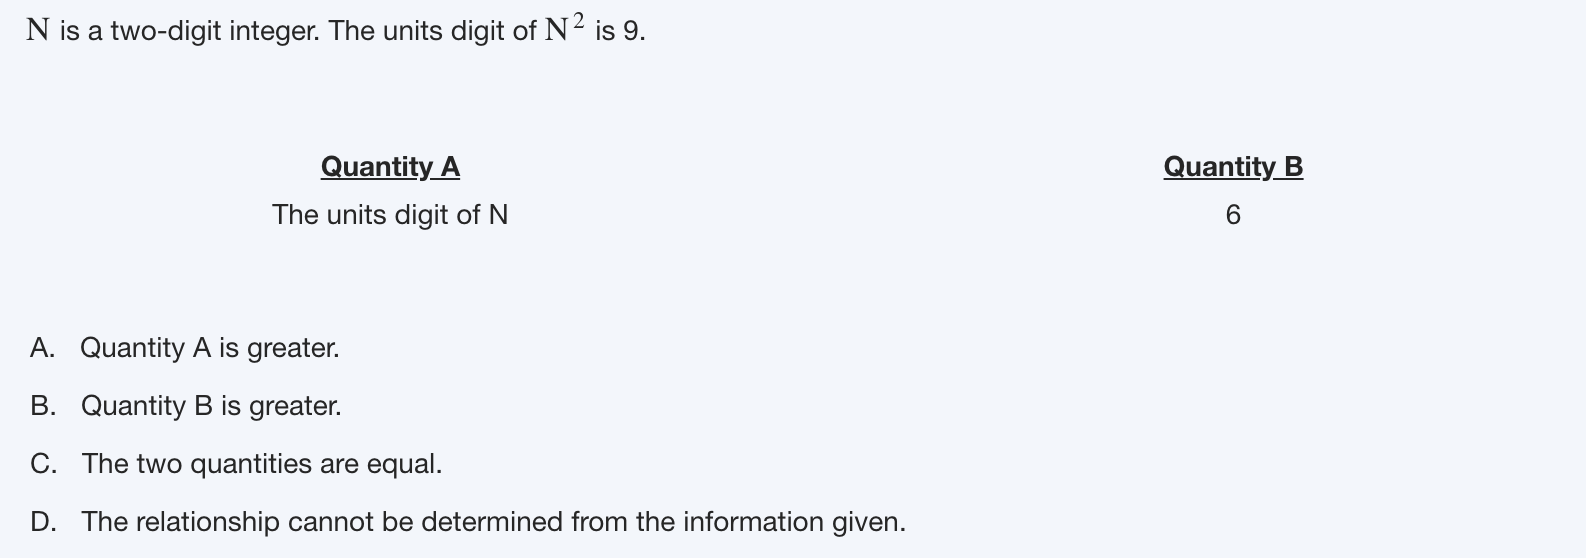 N is a two-digit integer. The units digit of N² is 9.
Quantity A
Quantity B
The units digit of N
6
A. Quantity A is greater.
B. Quantity B is greater.
C. The two quantities are equal.
D. The relationship cannot be determined from the information given.